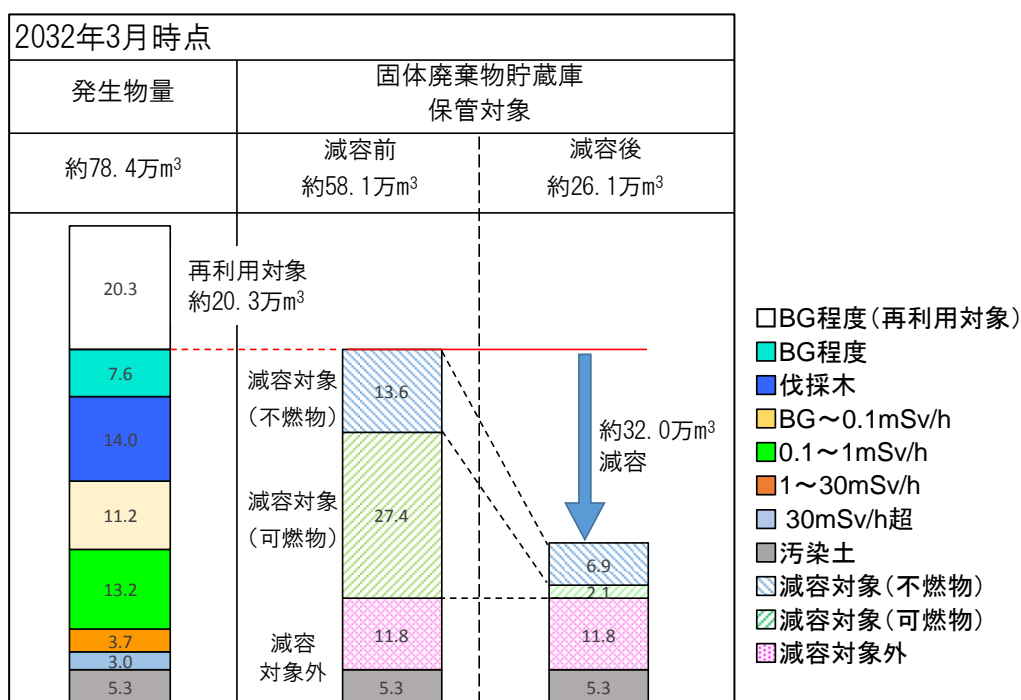 2032年3月時点
発生物量
固体廃棄物貯蔵庫
保管対象
約78.4万m³
減容前
約58.1万m³
減容後
約26.1万m³
20.3
7.6
14.0
11.2
13.2
3.7
3.0
5.3
再利用対象
約20.3万m³
減容対象
（不燃物）
減容対象
（可燃物）
減容
対象外
13.6
27.4
11.8
5.3
約32.0万m³
減容
6.9
2.1
11.8
5.3
BG程度（再利用対象）
BG程度
伐採木
BG～0.1mSv/h
0.1～1mSv/h
1～30mSv/h
30mSv/h超
汚染土
減容対象（不燃物）
減容対象（可燃物）
減容対象外